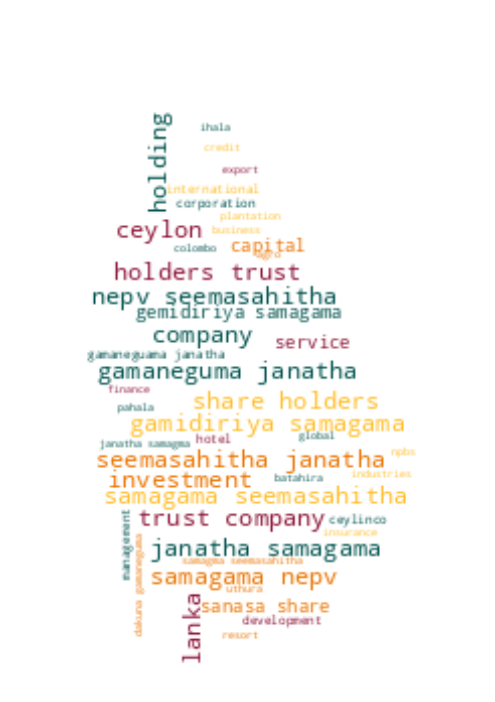 holding
ihala
credit
export
international
corporation
plantation
ceylon
business
colombo
capital
agro
holders trust
nepv seemasahitha
gemidiriya samagama
company
service
gamaneguama janatha
gamaneguma janatha
finance
share holders
pahala
gamidiriya samagama
global
hotel
janatha samagma
npbs
seemasahitha janatha
industries
investment
batahira
samagama seemasahitha
management
trust company
ceylinco
insurance
dakuna gamaneguma
janatha samagama
samagma seemasahitha
samagama nepv
uthura
lanka
sanasa share
development
resort